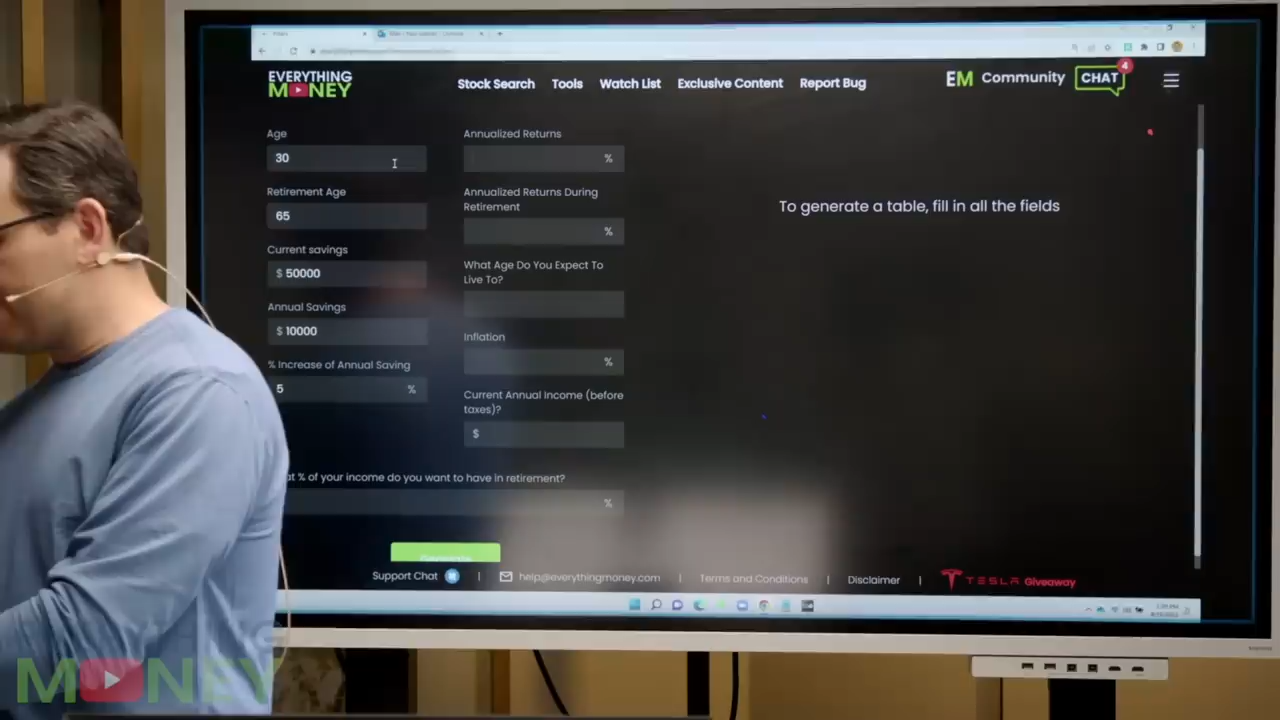 EVERYTHING
MONEY
Stock Search
Tools
Watch List
Exclusive Content
Report Bug
EM Community
CHAT
4
Age
30
Retirement Age
65
Current savings
$ 50000
Annual Savings
$ 10000
% Increase of Annual Saving
5 %
Annualized Returns
%
Annualized Returns During
Retirement
%
What Age Do You Expect To
Live To?
Inflation
%
Current Annual Income (before
taxes)?
$
% of your income do you want to have in retirement?
%
To generate a table, fill in all the fields
Support Chat
help@everythingmoney.com
Terms and Conditions
Disclaimer
TESLA Giveaway
MONEY